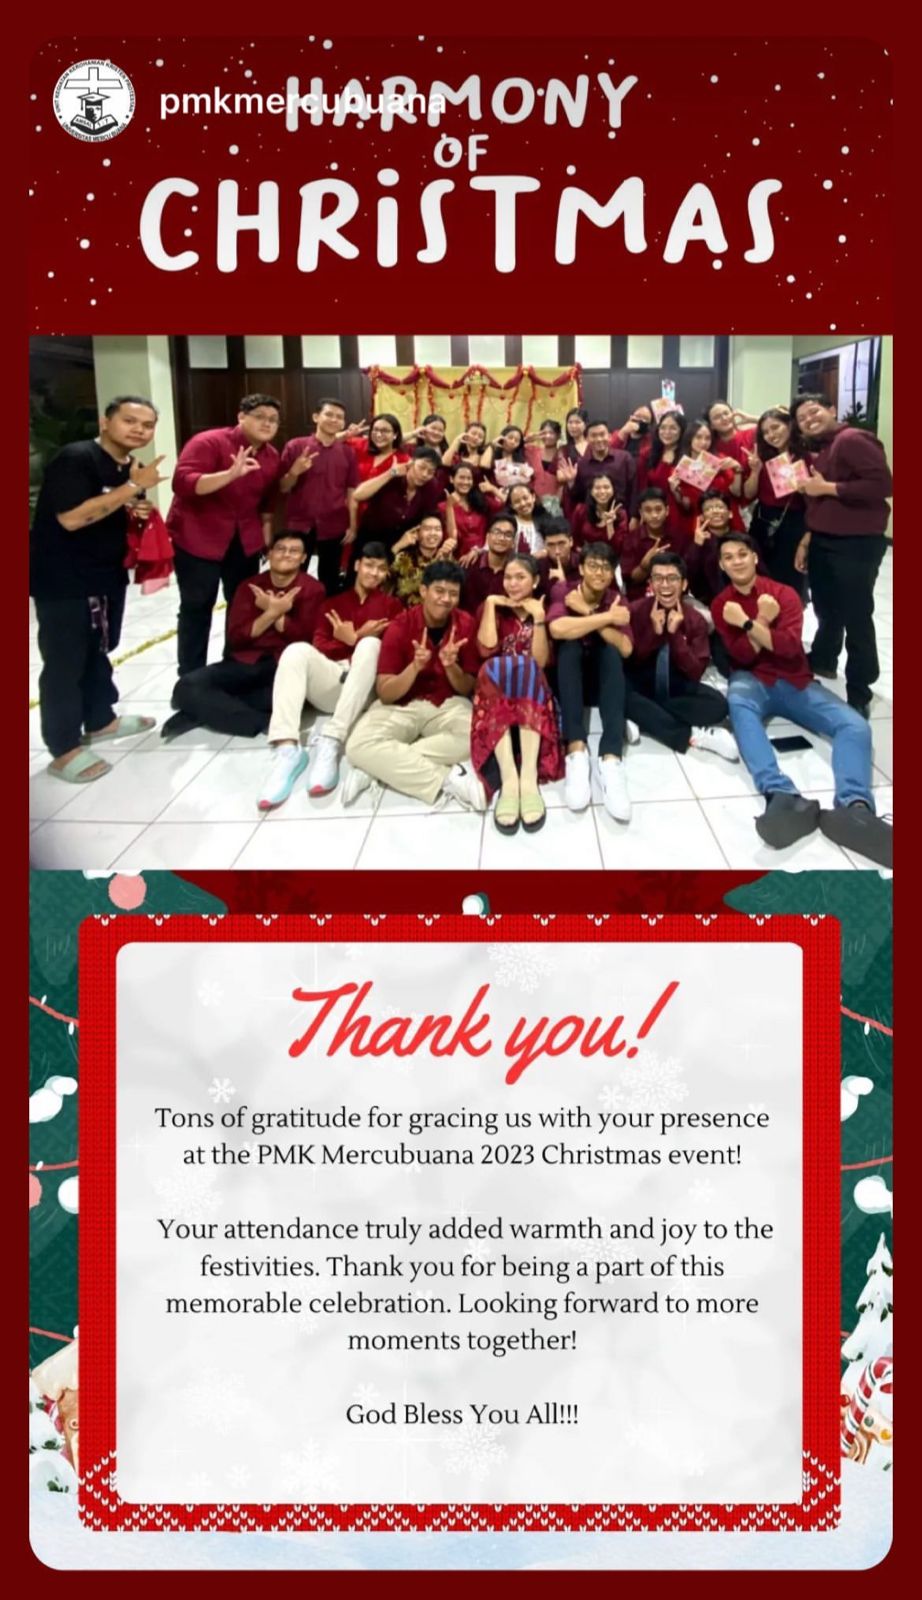 HARMONY
pmkmercubuana
OF
CHRISTMAS
Thank you!
Tons of gratitude for gracing us with your presence
at the PMK Mercubuana 2023 Christmas event!
Your attendance truly added warmth and joy to the
festivities. Thank you for being a part of this
memorable celebration. Looking forward to more
moments together!
God Bless You All!!!